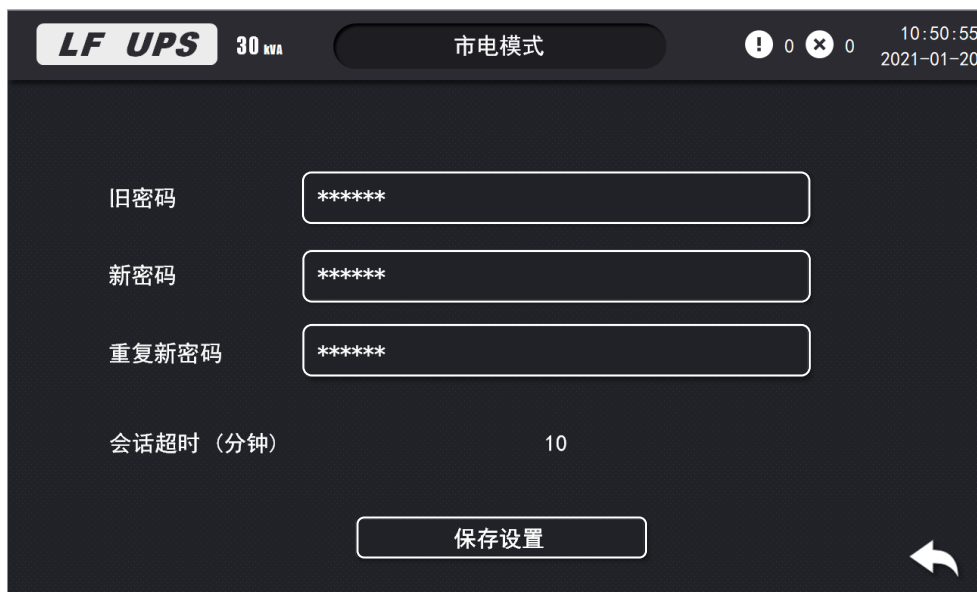 LF UPS 30 kVA 市电模式 0 0 10:50:55
2021-01-20
旧密码 ******
新密码 ******
重复新密码 ******
会话超时（分钟） 10
保存设置